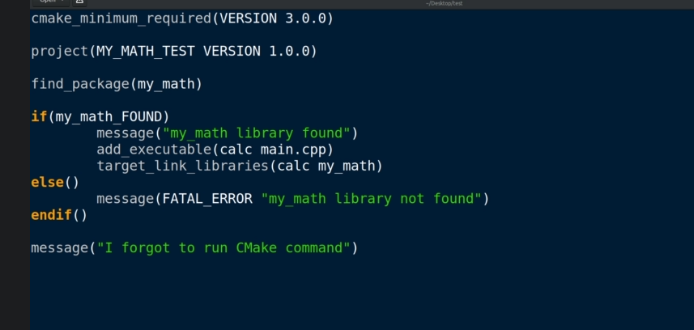 Open
~/Desktop/test
cmake_minimum_required(VERSION 3.0.0)
project(MY_MATH_TEST VERSION 1.0.0)
find_package(my_math)
if(my_math_FOUND)
message("my_math library found")
add_executable(calc main.cpp)
target_link_libraries(calc my_math)
else()
message(FATAL_ERROR "my_math library not found")
endif()
message("I forgot to run CMake command")